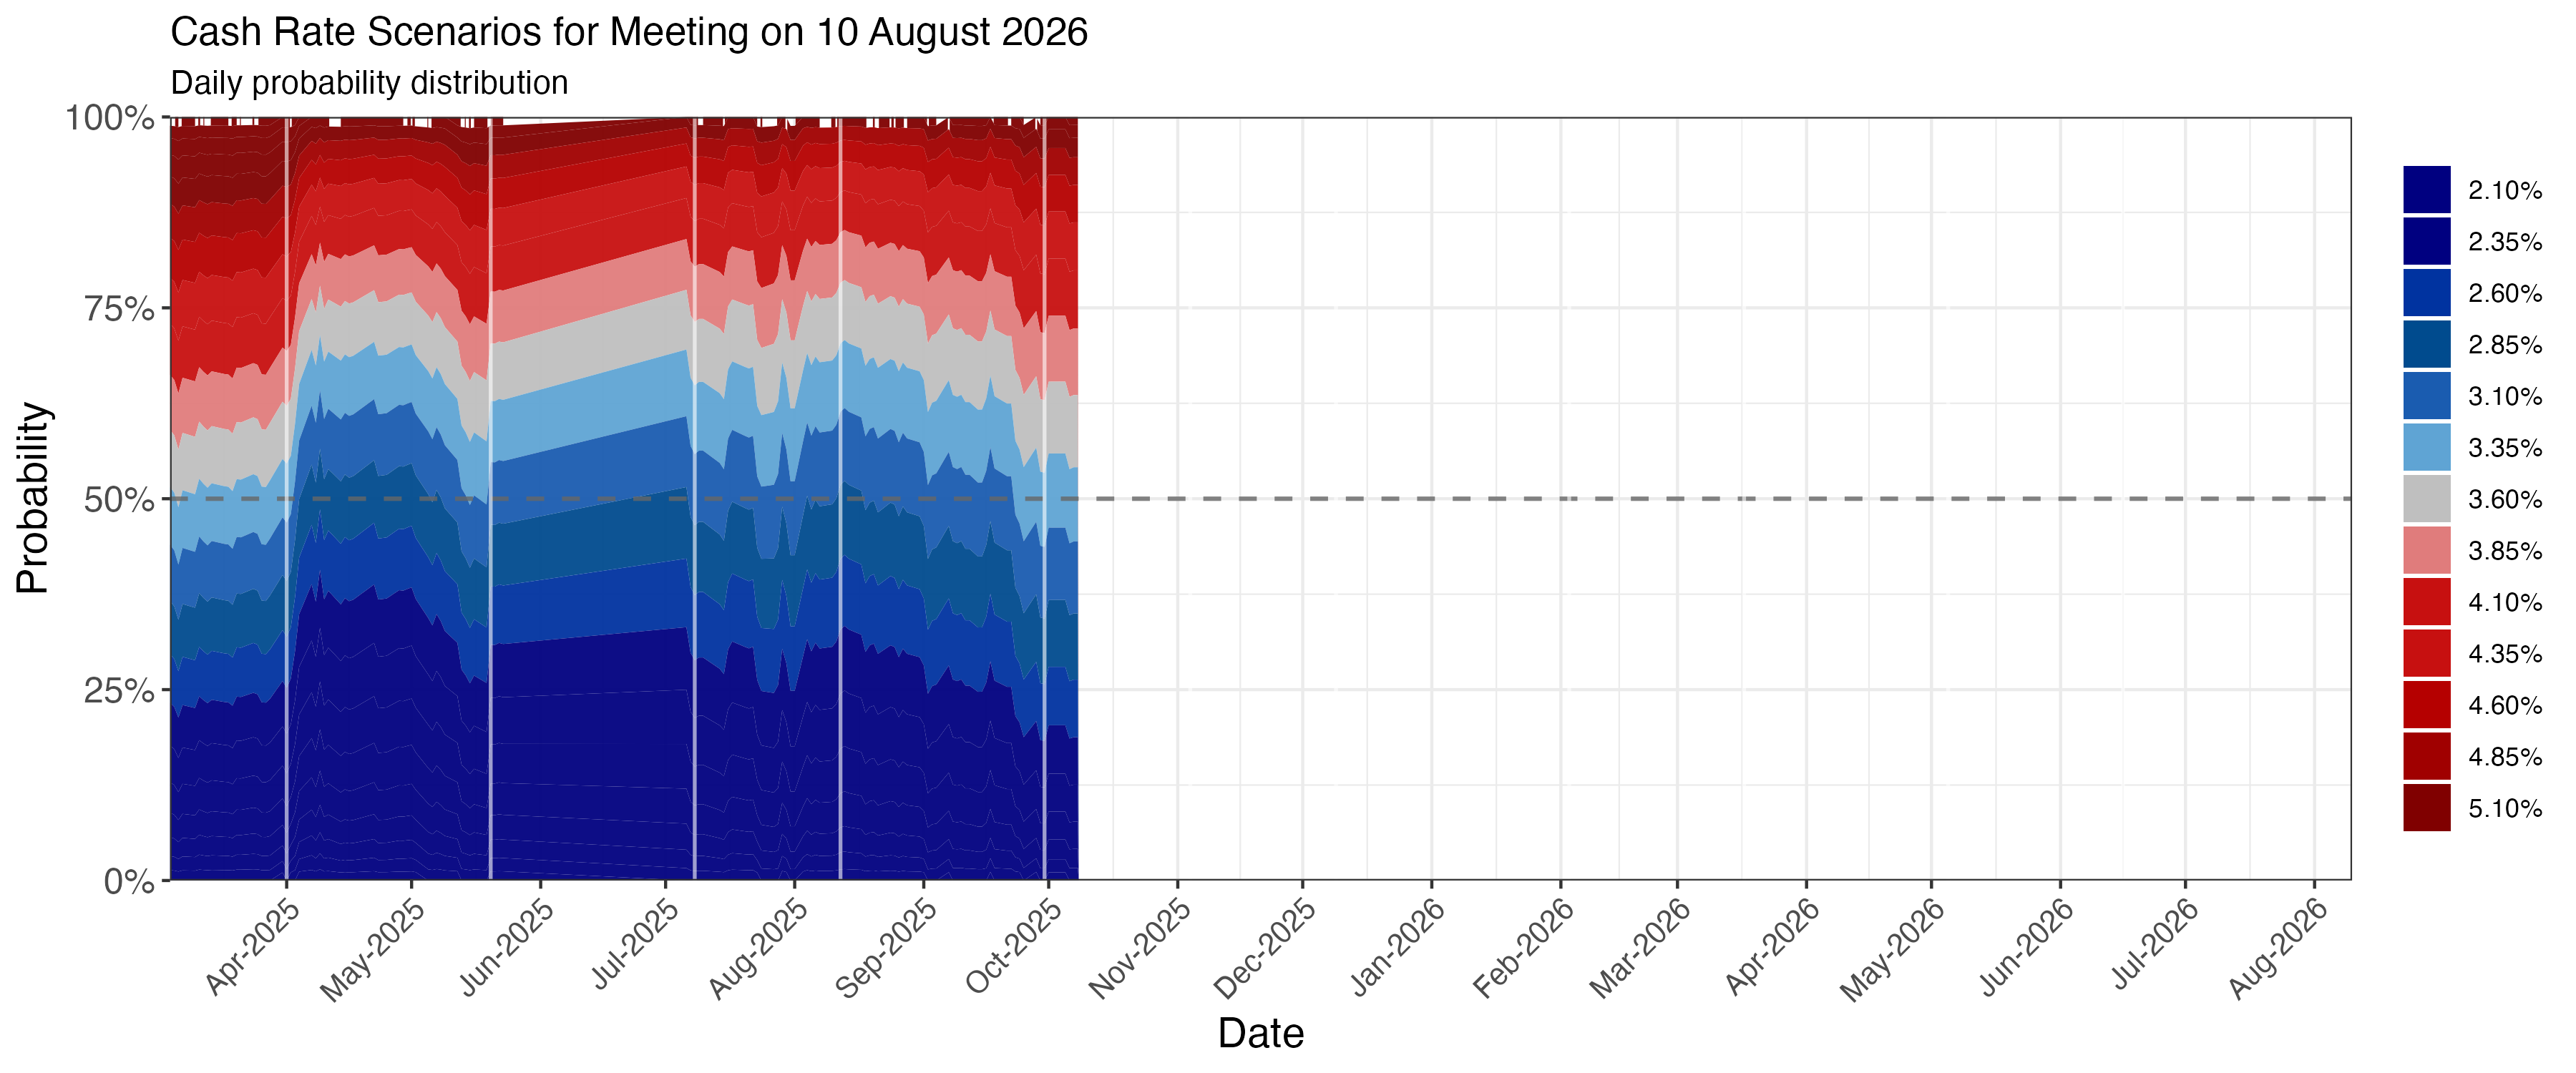 Cash Rate Scenarios for Meeting on 10 August 2026
Daily probability distribution
Probability
100%
75%
50%
25%
0%
Apr-2025
May-2025
Jun-2025
Jul-2025
Aug-2025
Sep-2025
Oct-2025
Nov-2025
Dec-2025
Jan-2026
Feb-2026
Mar-2026
Apr-2026
May-2026
Jun-2026
Jul-2026
Aug-2026
Date
2.10%
2.35%
2.60%
2.85%
3.10%
3.35%
3.60%
3.85%
4.10%
4.35%
4.60%
4.85%
5.10%